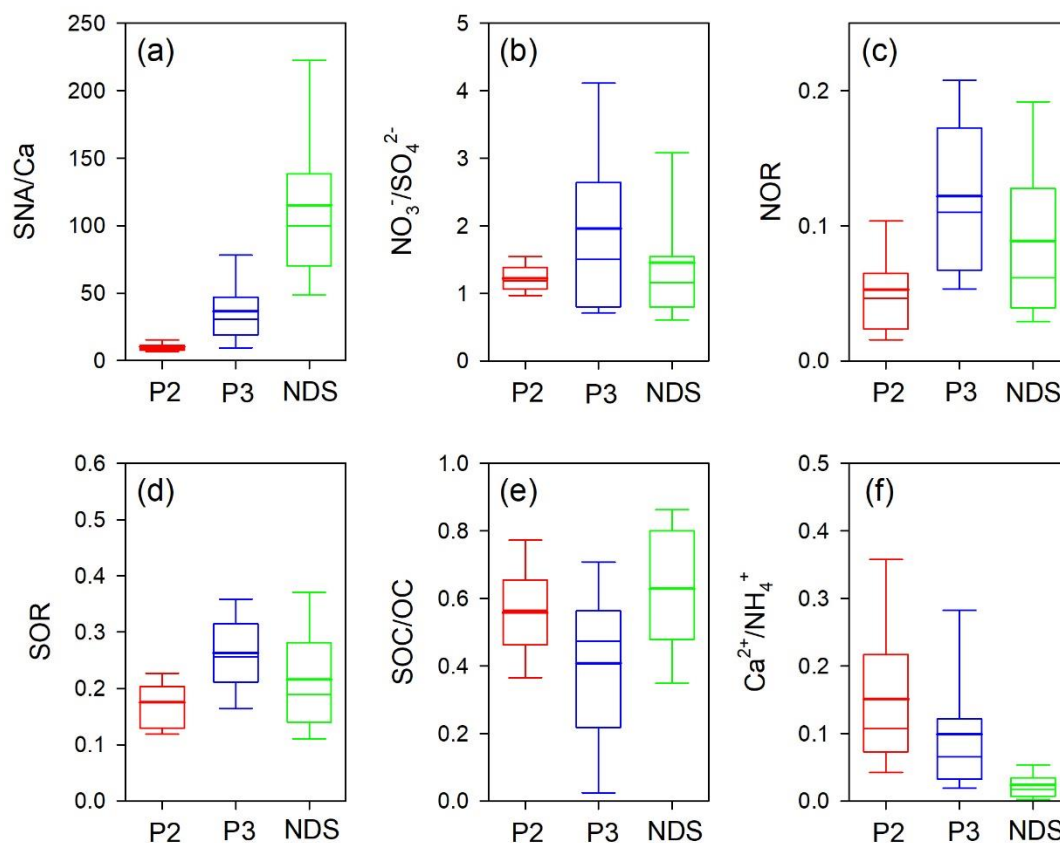 (a)
SNA/Ca
250
200
150
100
50
0
P2 P3 NDS
(b)
NO₃⁻/SO₄²⁻
5
4
3
2
1
0
P2 P3 NDS
(c)
NOR
0.2
0.1
0.0
P2 P3 NDS
(d)
SOR
0.6
0.5
0.4
0.3
0.2
0.1
0.0
P2 P3 NDS
(e)
SOC/OC
1.0
0.8
0.6
0.4
0.2
0.0
P2 P3 NDS
(f)
Ca²⁺/NH₄⁺
0.5
0.4
0.3
0.2
0.1
0.0
P2 P3 NDS